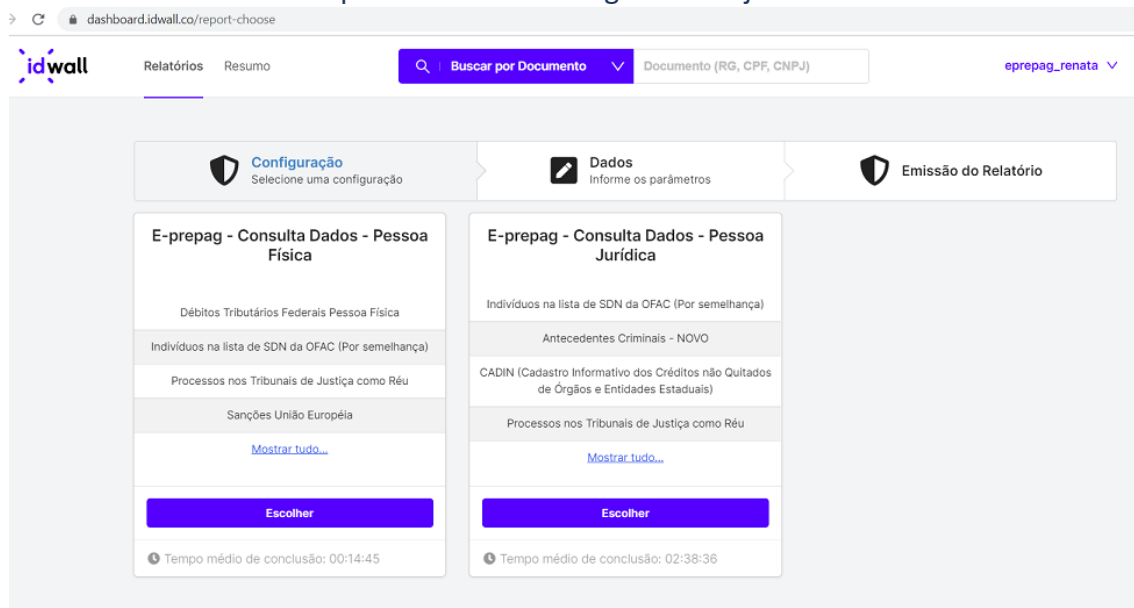 dashboard.idwall.co/report-choose
idwall
Relatórios
Resumo
Buscar por Documento
Documento (RG, CPF, CNPJ)
eprepag_renata
Configuração
Selecione uma configuração
Dados
Informe os parâmetros
Emissão do Relatório
E-prepag - Consulta Dados - Pessoa
Física
Débitos Tributários Federais Pessoa Física
Indivíduos na lista de SDN da OFAC (Por semelhança)
Processos nos Tribunais de Justiça como Réu
Sanções União Européia
Mostrar tudo...
Escolher
Tempo médio de conclusão: 00:14:45
E-prepag - Consulta Dados - Pessoa
Jurídica
Indivíduos na lista de SDN da OFAC (Por semelhança)
Antecedentes Criminais - NOVO
CADIN (Cadastro Informativo dos Créditos não Quitados
de Órgãos e Entidades Estaduais)
Processos nos Tribunais de Justiça como Réu
Mostrar tudo...
Escolher
Tempo médio de conclusão: 02:38:36